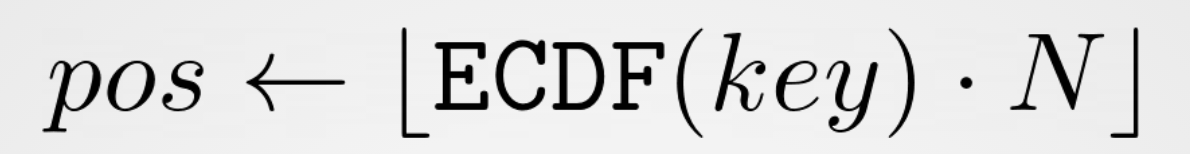 pos ← ⌊ECDF(key) · N⌋